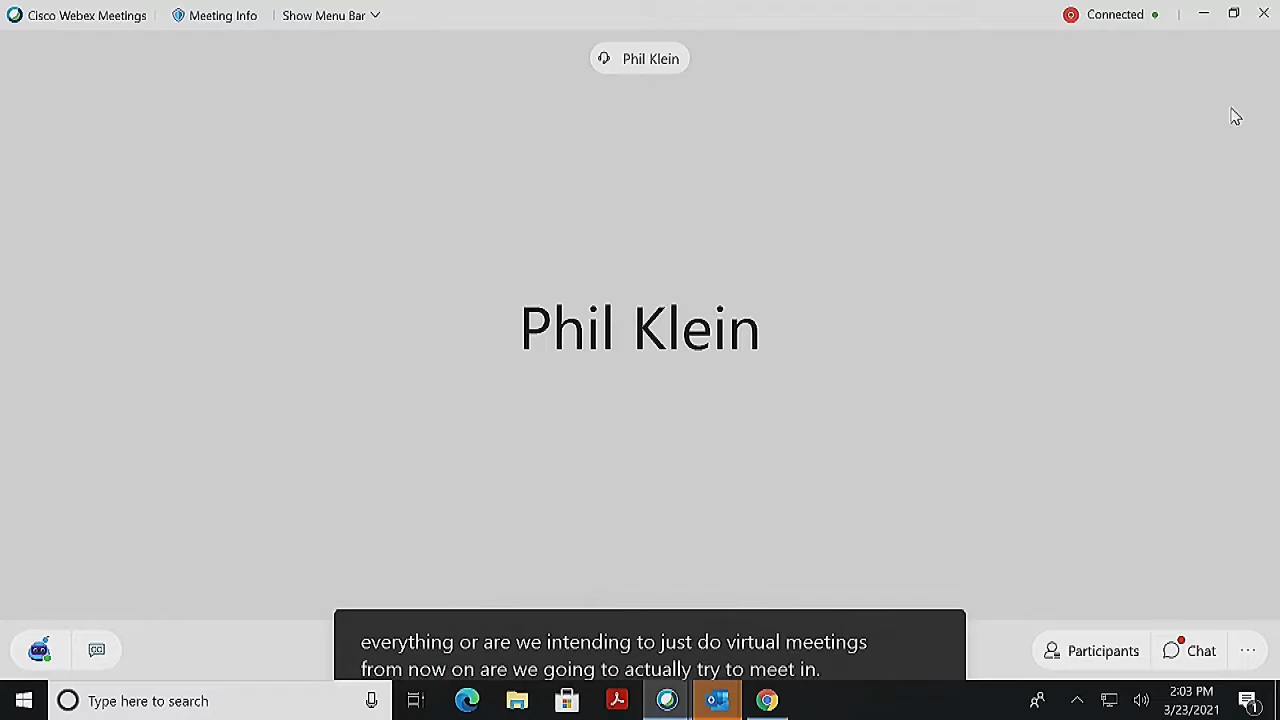 Cisco Webex Meetings
Meeting Info
Show Menu Bar
Connected
Phil Klein
Phil Klein
everything or are we intending to just do virtual meetings
from now on are we going to actually try to meet in.
CC
Participants
Chat
Type here to search
2:03 PM
3/23/2021
1